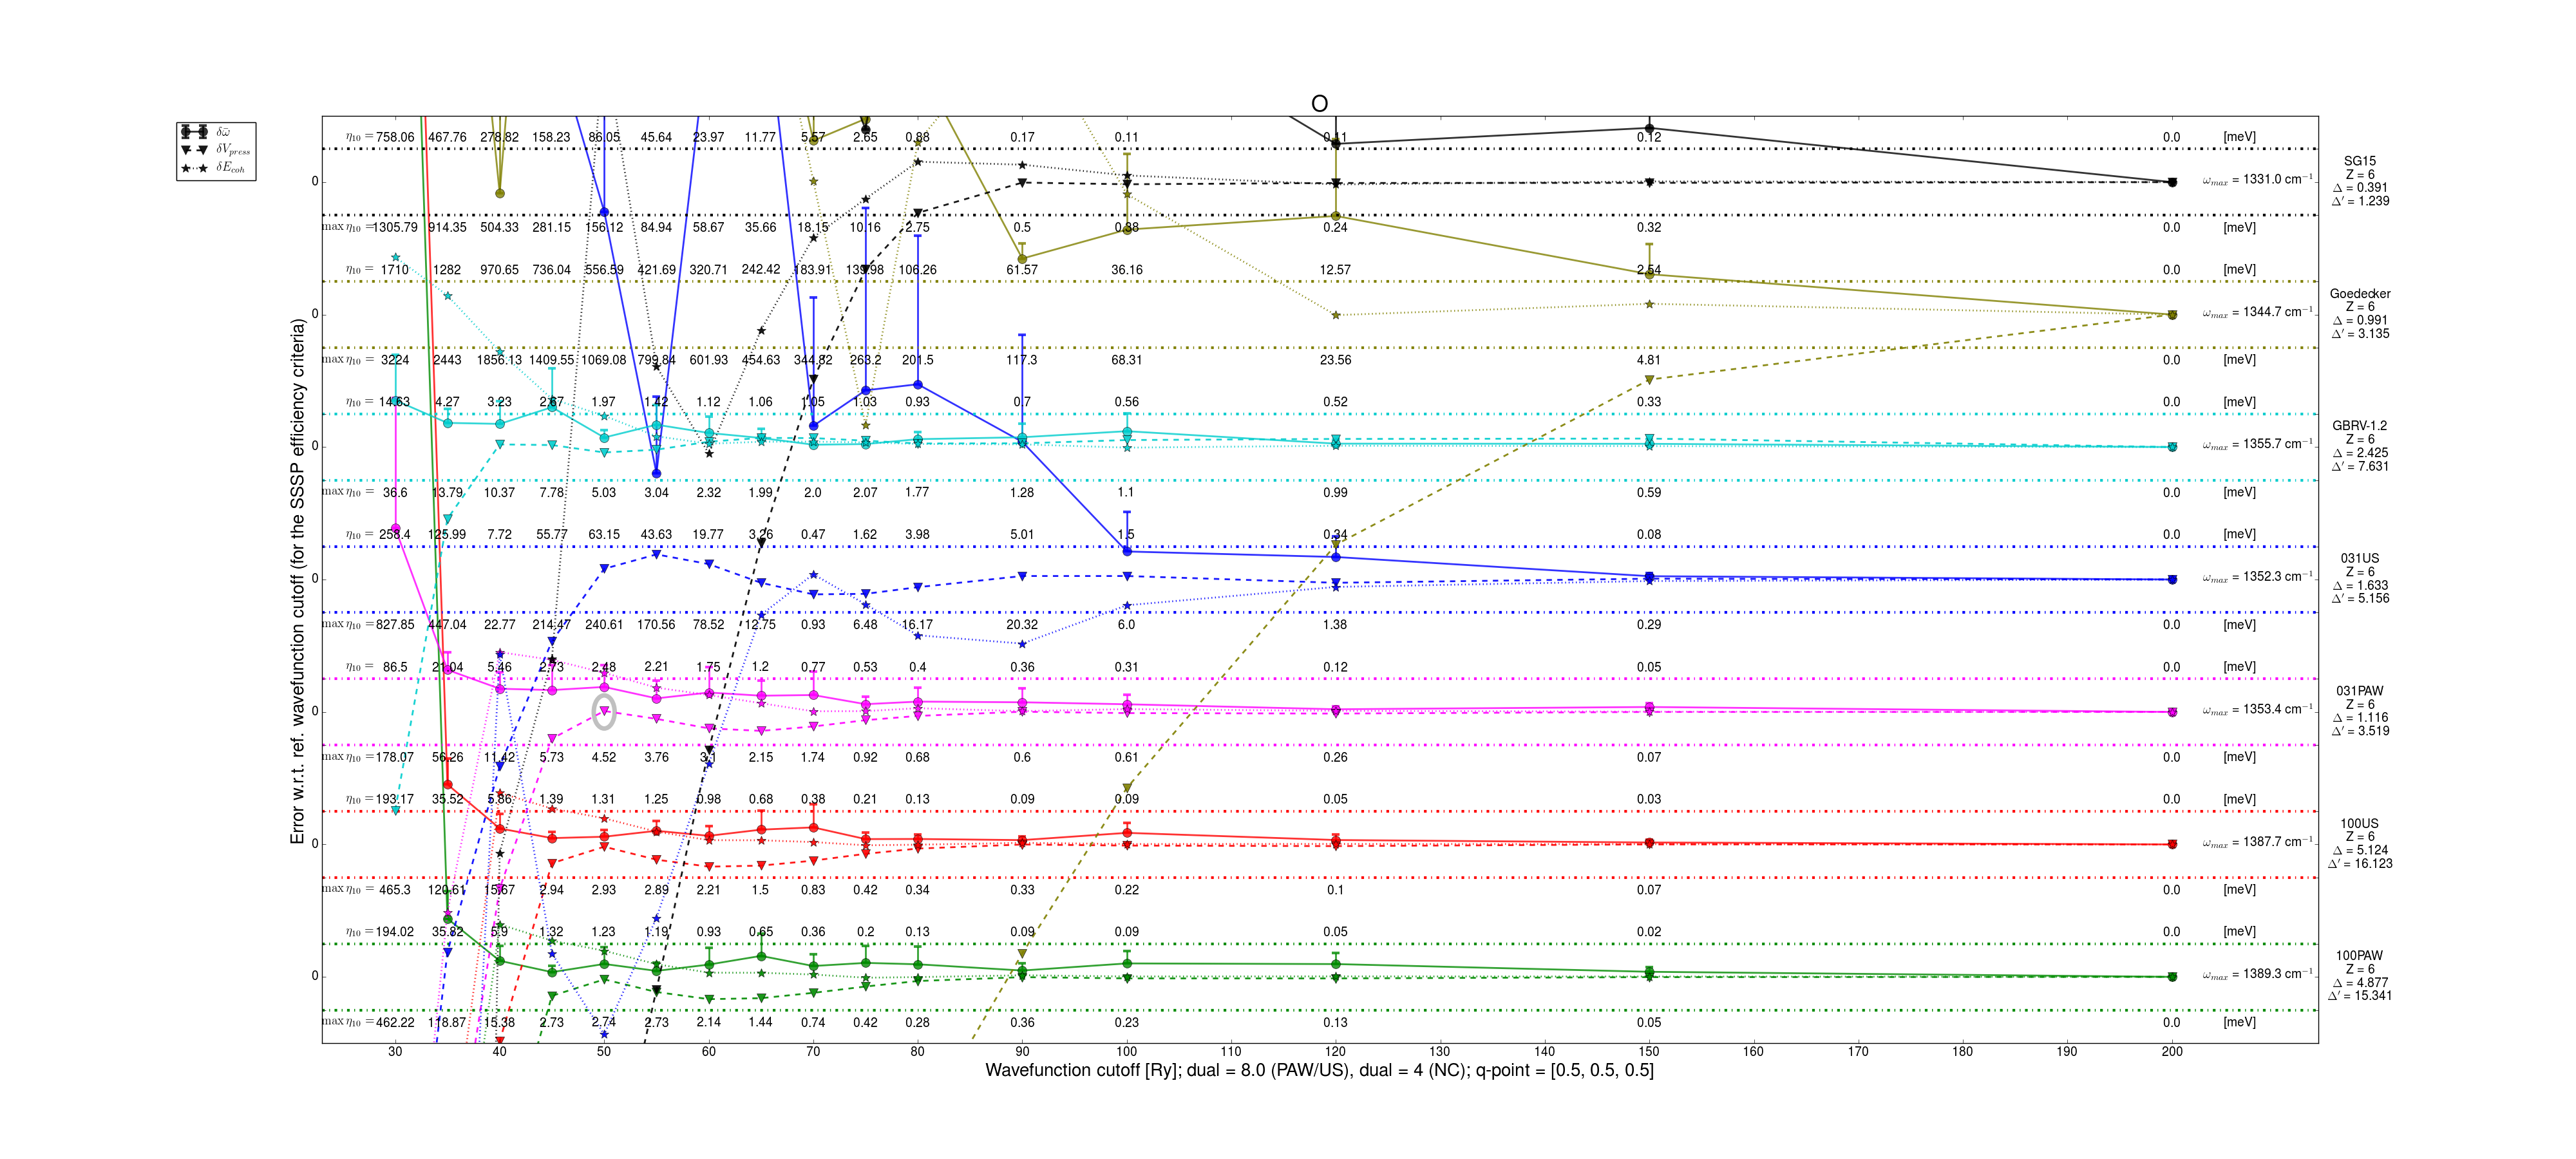 O
δω̄
δV_press
δE_coh
Error w.r.t. ref. wavefunction cutoff (for the SSSP efficiency criteria)
η₁₀ = 758.06 467.76 278.82 158.23 86.05 45.64 23.97 11.77 5.57 2.65 0.88 0.17 0.11 0.11 0.12 0.0 [meV]
0 ω_max = 1331.0 cm⁻¹
SG15
Z = 6
Δ = 0.391
Δ' = 1.239
max η₁₀ = 1305.79 914.35 504.33 281.15 156.12 84.94 58.67 35.66 18.15 10.16 2.75 0.5 0.38 0.24 0.32 0.0 [meV]
η₁₀ = 1710 1282 970.65 736.04 556.59 421.69 320.71 242.42 183.91 139.98 106.26 61.57 36.16 12.57 2.54 0.0 [meV]
0 ω_max = 1344.7 cm⁻¹
Goedecker
Z = 6
Δ = 0.991
Δ' = 3.135
max η₁₀ = 3224 2443 1856.13 1409.55 1069.08 799.84 601.93 454.63 344.82 263.2 201.5 117.3 68.31 23.56 4.81 0.0 [meV]
η₁₀ = 14.63 4.27 3.23 2.67 1.97 1.42 1.12 1.06 1.05 1.03 0.93 0.7 0.56 0.52 0.33 0.0 [meV]
0 ω_max = 1355.7 cm⁻¹
GBRV-1.2
Z = 6
Δ = 2.425
Δ' = 7.631
max η₁₀ = 36.6 13.79 10.37 7.78 5.03 3.04 2.32 1.99 2.0 2.07 1.77 1.28 1.1 0.99 0.59 0.0 [meV]
η₁₀ = 258.4 125.99 7.72 55.77 63.15 43.63 19.77 3.26 0.47 1.62 3.98 5.01 1.5 0.34 0.08 0.0 [meV]
0 ω_max = 1352.3 cm⁻¹
031US
Z = 6
Δ = 1.633
Δ' = 5.156
max η₁₀ = 827.85 447.04 22.77 214.47 240.61 170.56 78.52 12.75 0.93 6.48 16.17 20.32 6.0 1.38 0.29 0.0 [meV]
η₁₀ = 86.5 21.04 5.46 2.73 2.48 2.21 1.75 1.2 0.77 0.53 0.4 0.36 0.31 0.12 0.05 0.0 [meV]
0 ω_max = 1353.4 cm⁻¹
031PAW
Z = 6
Δ = 1.116
Δ' = 3.519
max η₁₀ = 178.07 56.26 11.42 5.73 4.52 3.76 3.1 2.15 1.74 0.92 0.68 0.6 0.61 0.26 0.07 0.0 [meV]
η₁₀ = 193.17 35.52 5.86 1.39 1.31 1.25 0.98 0.68 0.38 0.21 0.13 0.09 0.09 0.05 0.03 0.0 [meV]
0 ω_max = 1387.7 cm⁻¹
100US
Z = 6
Δ = 5.124
Δ' = 16.123
max η₁₀ = 465.3 120.61 15.67 2.94 2.93 2.89 2.21 1.5 0.83 0.42 0.34 0.33 0.22 0.1 0.07 0.0 [meV]
η₁₀ = 194.02 35.82 5.9 1.32 1.23 1.19 0.93 0.65 0.36 0.2 0.13 0.09 0.09 0.05 0.02 0.0 [meV]
0 ω_max = 1389.3 cm⁻¹
100PAW
Z = 6
Δ = 4.877
Δ' = 15.341
max η₁₀ = 462.22 118.87 15.38 2.73 2.74 2.73 2.14 1.44 0.74 0.42 0.28 0.36 0.23 0.13 0.05 0.0 [meV]
30 40 50 60 70 80 90 100 110 120 130 140 150 160 170 180 190 200
Wavefunction cutoff [Ry]; dual = 8.0 (PAW/US), dual = 4 (NC); q-point = [0.5, 0.5, 0.5]